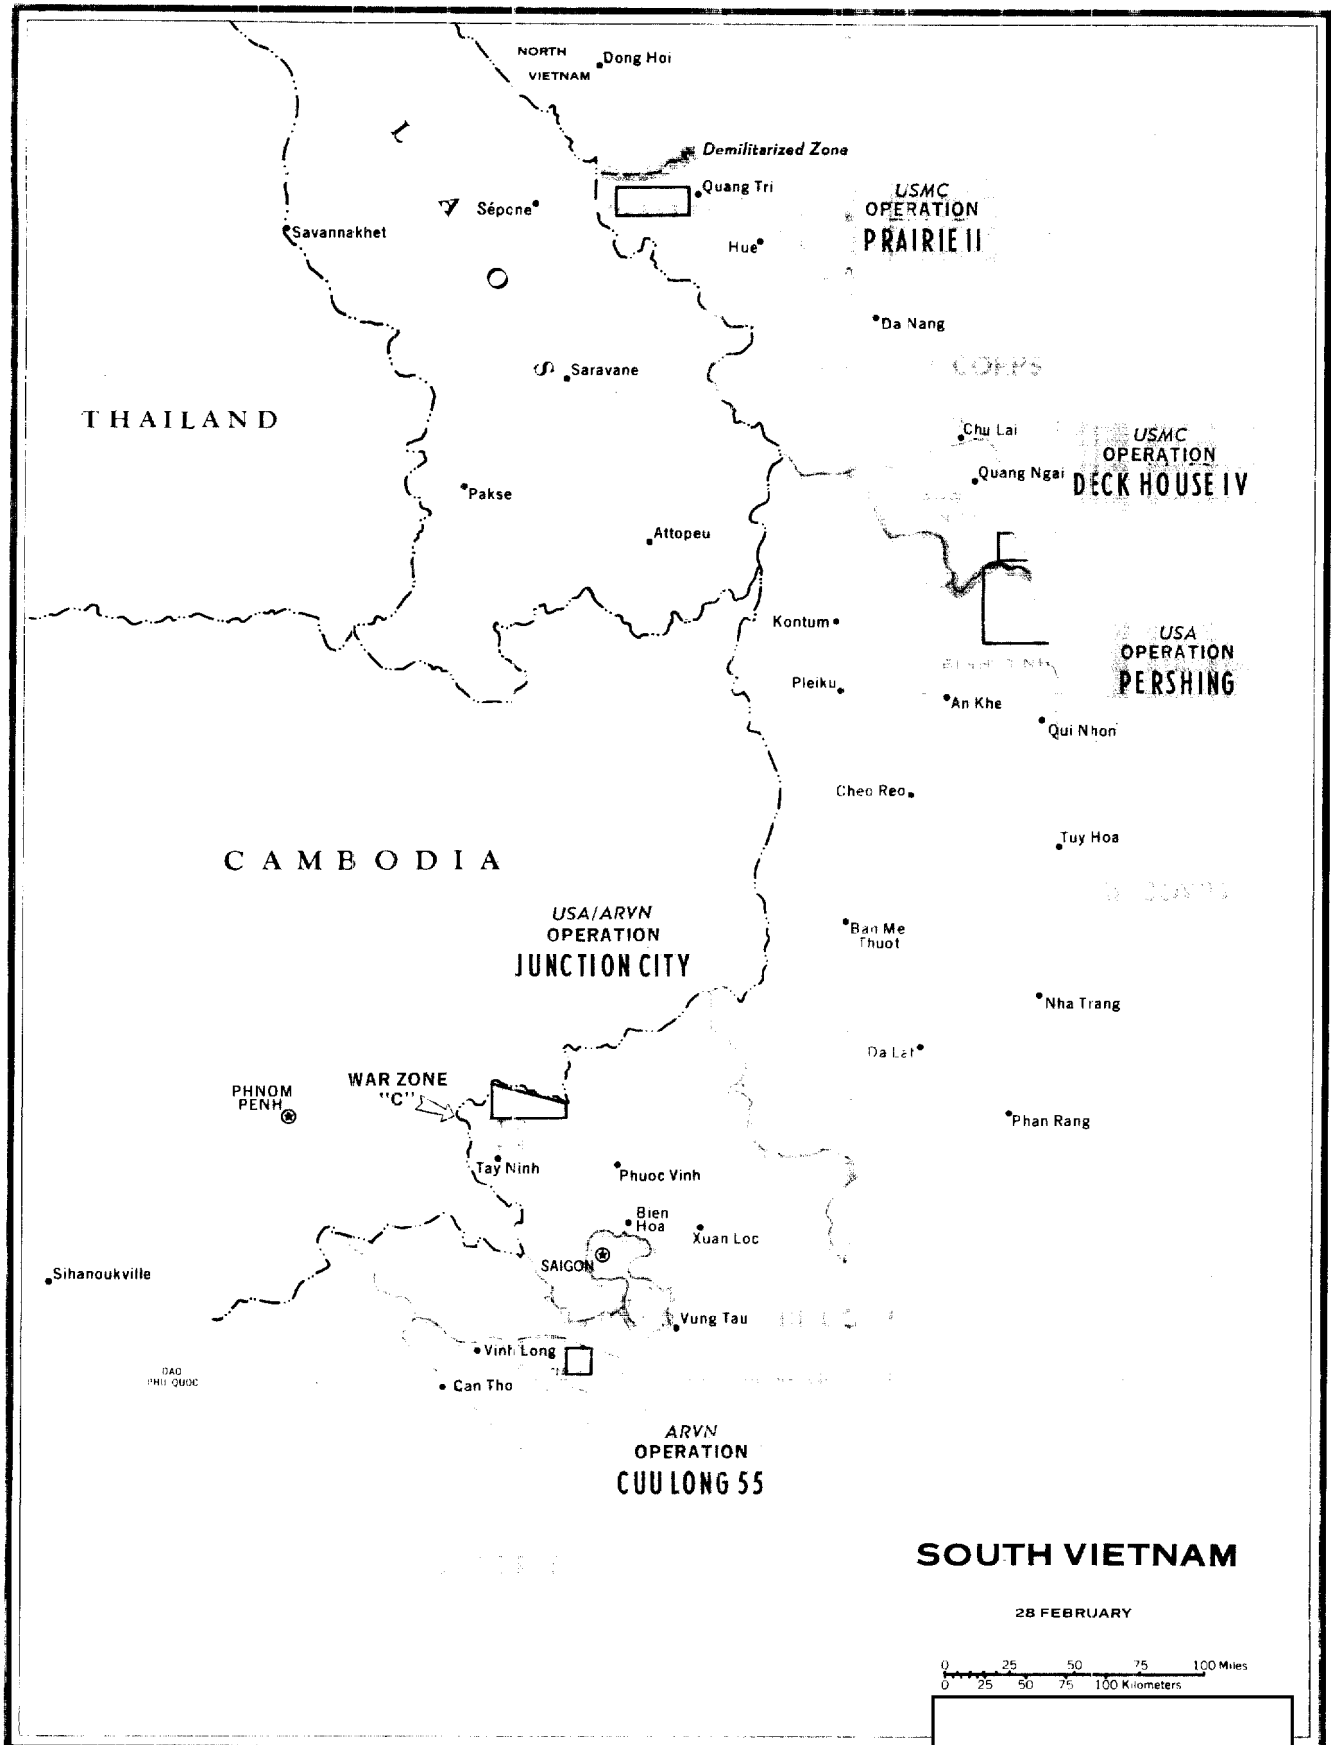 NORTH
VIETNAM
Dong Hoi
L
A
O
S
Demilitarized Zone
Quang Tri
USMC
OPERATION
PRAIRIE II
Sépone
Savannakhet
Hue
Da Nang
CORPS
Saravane
THAILAND
Chu Lai
USMC
OPERATION
DECK HOUSE IV
Quang Ngai
Pakse
Attopeu
Kontum
USA
OPERATION
PERSHING
Pleiku
An Khe
Qui Nhon
Cheo Reo
Tuy Hoa
CAMBODIA
USA/ARVN
OPERATION
JUNCTION CITY
Ban Me
Thuot
Nha Trang
Da Lat
WAR ZONE
"C"
PHNOM
PENH
Phan Rang
Tay Ninh
Phuoc Vinh
Bien
Hoa
Xuan Loc
SAIGON
Sihanoukville
Vung Tau
Vinh Long
DAO
PHU QUOC
Can Tho
ARVN
OPERATION
CUU LONG 55
SOUTH VIETNAM
28 FEBRUARY
0 25 50 75 100 Miles
0 25 50 75 100 Kilometers